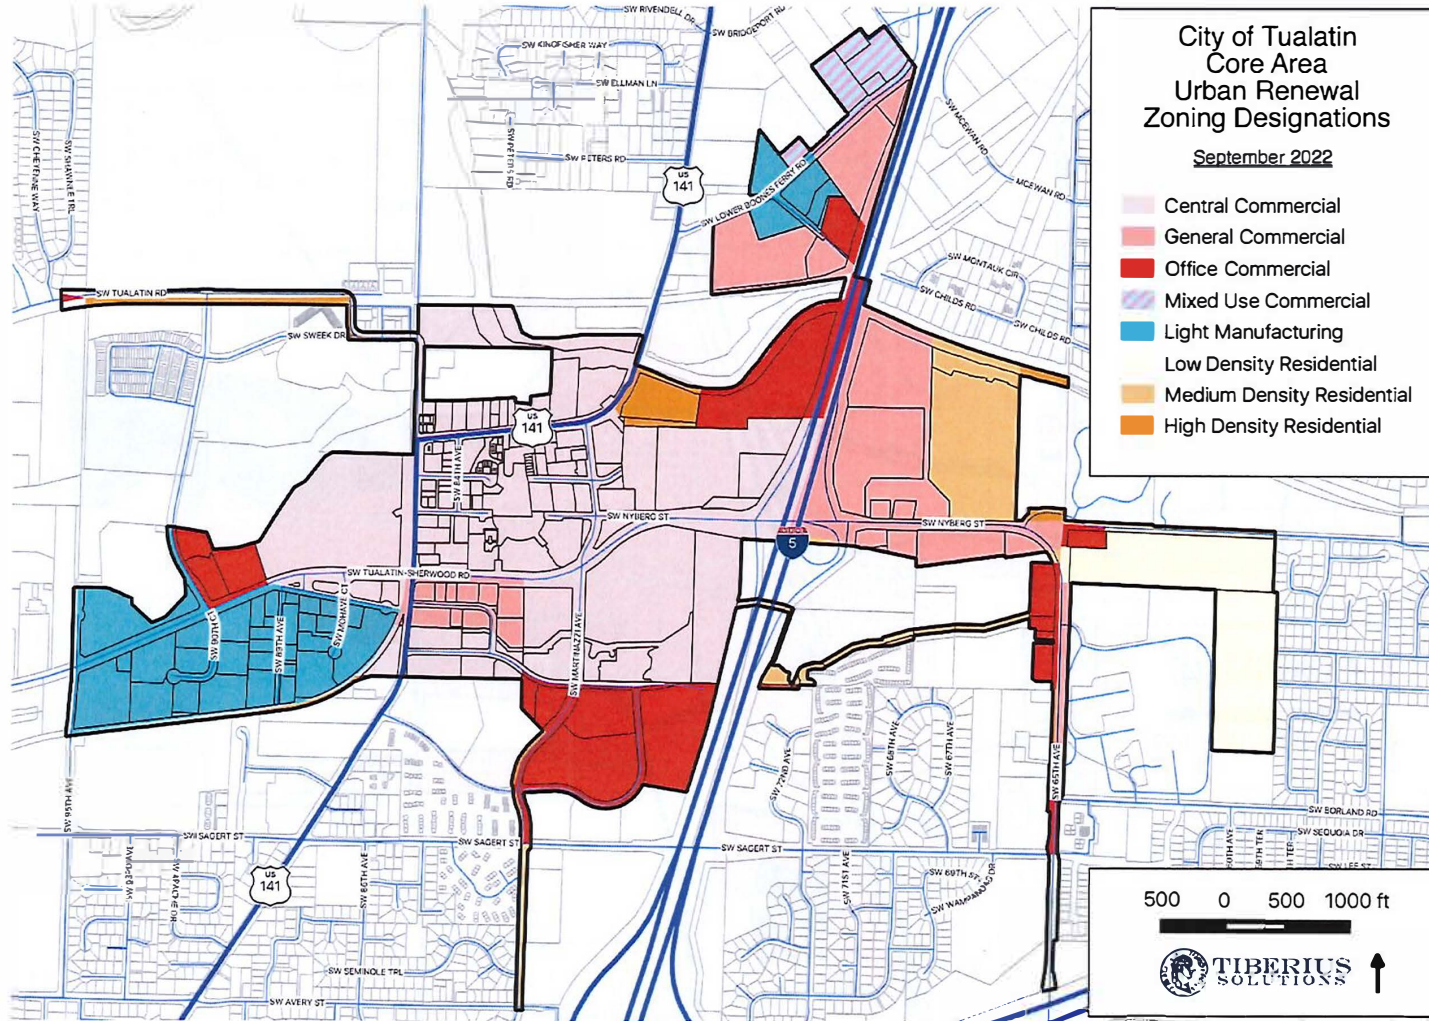 SW RIVENDELL DR
SW BRIDGEPORT RD
SW KINGFISHER WAY
SW ELLMAN LN
SW PETERS RD
SW PETERS RD
SW CHEYENNE WAY
SW SHAWNEE TRL
US
141
SW LOWER BOONES FERRY RD
SW MCEWAN RD
MCEWAN RD
SW MONTAUK CIR
SW CHILDS RD
SW CHILDS RD
City of Tualatin
Core Area
Urban Renewal
Zoning Designations
September 2022
Central Commercial
General Commercial
Office Commercial
Mixed Use Commercial
Light Manufacturing
Low Density Residential
Medium Density Residential
High Density Residential
SW TUALATIN RD
SW SWEEK DR
US
141
SW 84TH AVE
SW NYBERG ST
SW NYBERG ST
5
SW TUALATIN-SHERWOOD RD
SW 90TH CT
SW 89TH AVE
SW MOHAVE CT
SW MARTINAZZI AVE
SW 95TH AVE
SW 72ND AVE
SW 68TH AVE
SW 67TH AVE
SW 65TH AVE
SW BORLAND RD
SW SEQUOIA DR
SW LEE ST
SW SAGERT ST
SW SAGERT ST
SW SAGERT ST
SW APACHE DR
SW 86TH AVE
US
141
SW 71ST AVE
SW 69TH
SW WAMPANOAG DR
SW SEMINOLE TRL
SW AVERY ST
500 0 500 1000 ft
TIBERIUS
SOLUTIONS